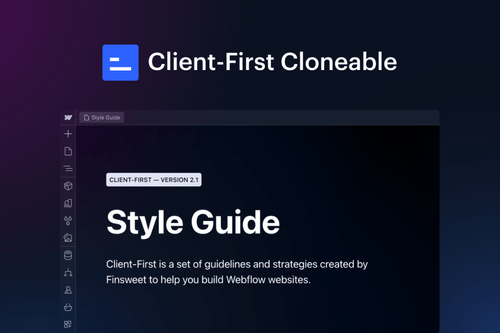 Client-First Cloneable
Style Guide
CLIENT-FIRST — VERSION 2.1
Style Guide
Client-First is a set of guidelines and strategies created by
Finsweet to help you build Webflow websites.